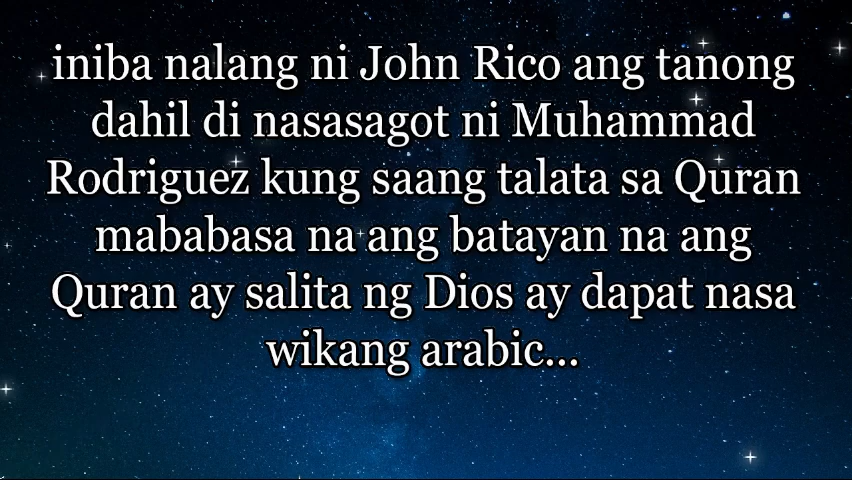 iniba nalang ni John Rico ang tanong
dahil di nasasagot ni Muhammad
Rodriguez kung saang talata sa Quran
mababasa na ang batayan na ang
Quran ay salita ng Dios ay dapat nasa
wikang arabic...